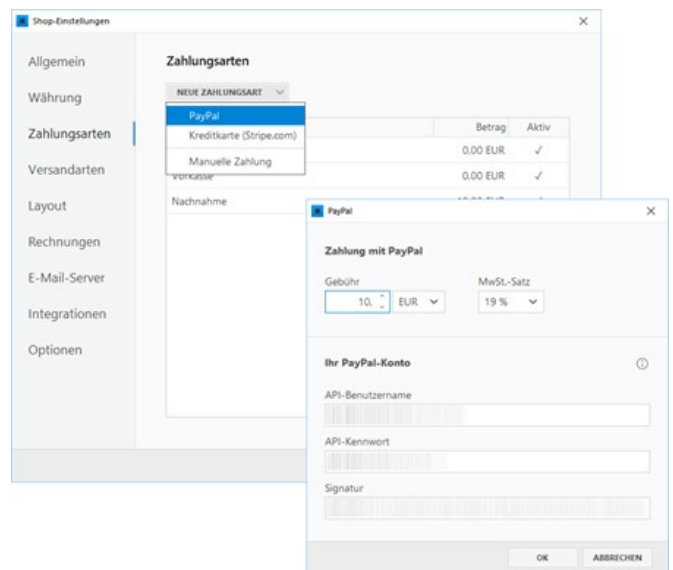 Shop-Einstellungen
Allgemein
Währung
Zahlungsarten
Versandarten
Layout
Rechnungen
E-Mail-Server
Integrationen
Optionen
Zahlungsarten
NEUE ZAHLUNGSART
PayPal
Kreditkarte (Stripe.com)
Manuelle Zahlung
Betrag Aktiv
0.00 EUR ✓
Vorkasse 0.00 EUR ✓
Nachnahme
PayPal
Zahlung mit PayPal
Gebühr MwSt.-Satz
10, EUR 19 %
Ihr PayPal-Konto
API-Benutzername
API-Kennwort
Signatur
OK ABBRECHEN